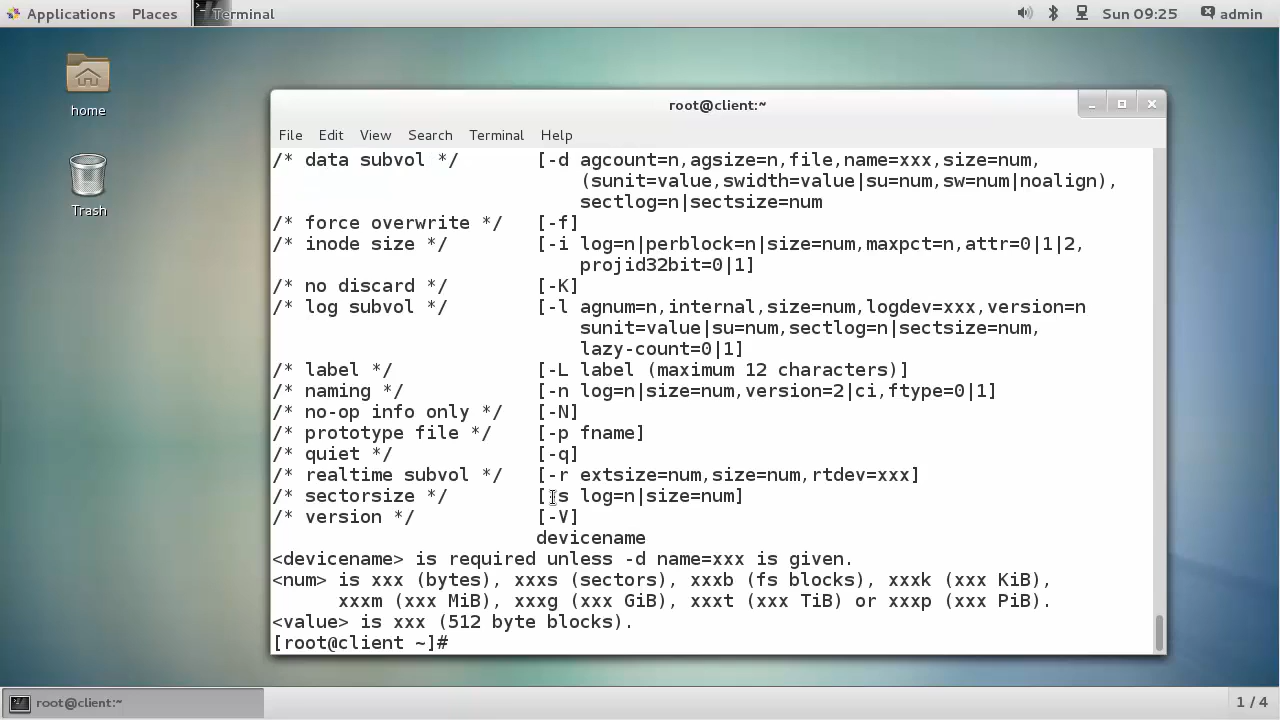 Applications Places Terminal Sun 09:25 admin
home
Trash
root@client:~
File Edit View Search Terminal Help
/* data subvol */ [-d agcount=n,agsize=n,file,name=xxx,size=num,
(sunit=value,swidth=value|su=num,sw=num|noalign),
sectlog=n|sectsize=num
/* force overwrite */ [-f]
/* inode size */ [-i log=n|perblock=n|size=num,maxpct=n,attr=0|1|2,
projid32bit=0|1]
/* no discard */ [-K]
/* log subvol */ [-l agnum=n,internal,size=num,logdev=xxx,version=n
sunit=value|su=num,sectlog=n|sectsize=num,
lazy-count=0|1]
/* label */ [-L label (maximum 12 characters)]
/* naming */ [-n log=n|size=num,version=2|ci,ftype=0|1]
/* no-op info only */ [-N]
/* prototype file */ [-p fname]
/* quiet */ [-q]
/* realtime subvol */ [-r extsize=num,size=num,rtdev=xxx]
/* sectorsize */ [-s log=n|size=num]
/* version */ [-V]
devicename
<devicename> is required unless -d name=xxx is given.
<num> is xxx (bytes), xxxs (sectors), xxxb (fs blocks), xxxk (xxx KiB),
xxxm (xxx MiB), xxxg (xxx GiB), xxxt (xxx TiB) or xxxp (xxx PiB).
<value> is xxx (512 byte blocks).
[root@client ~]#
root@client:~ 1 / 4